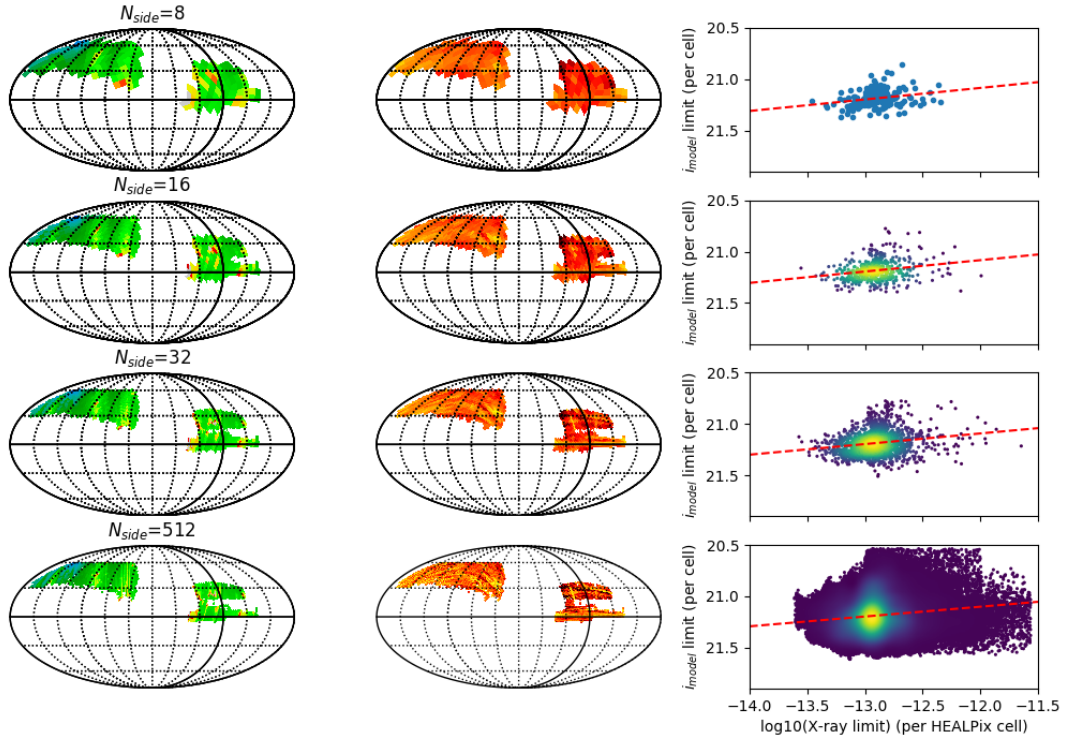 N_side=8
20.5
21.0
21.5
i_model limit (per cell)
N_side=16
20.5
21.0
21.5
i_model limit (per cell)
N_side=32
20.5
21.0
21.5
i_model limit (per cell)
N_side=512
20.5
21.0
21.5
i_model limit (per cell)
−14.0 −13.5 −13.0 −12.5 −12.0 −11.5
log10(X-ray limit) (per HEALPix cell)